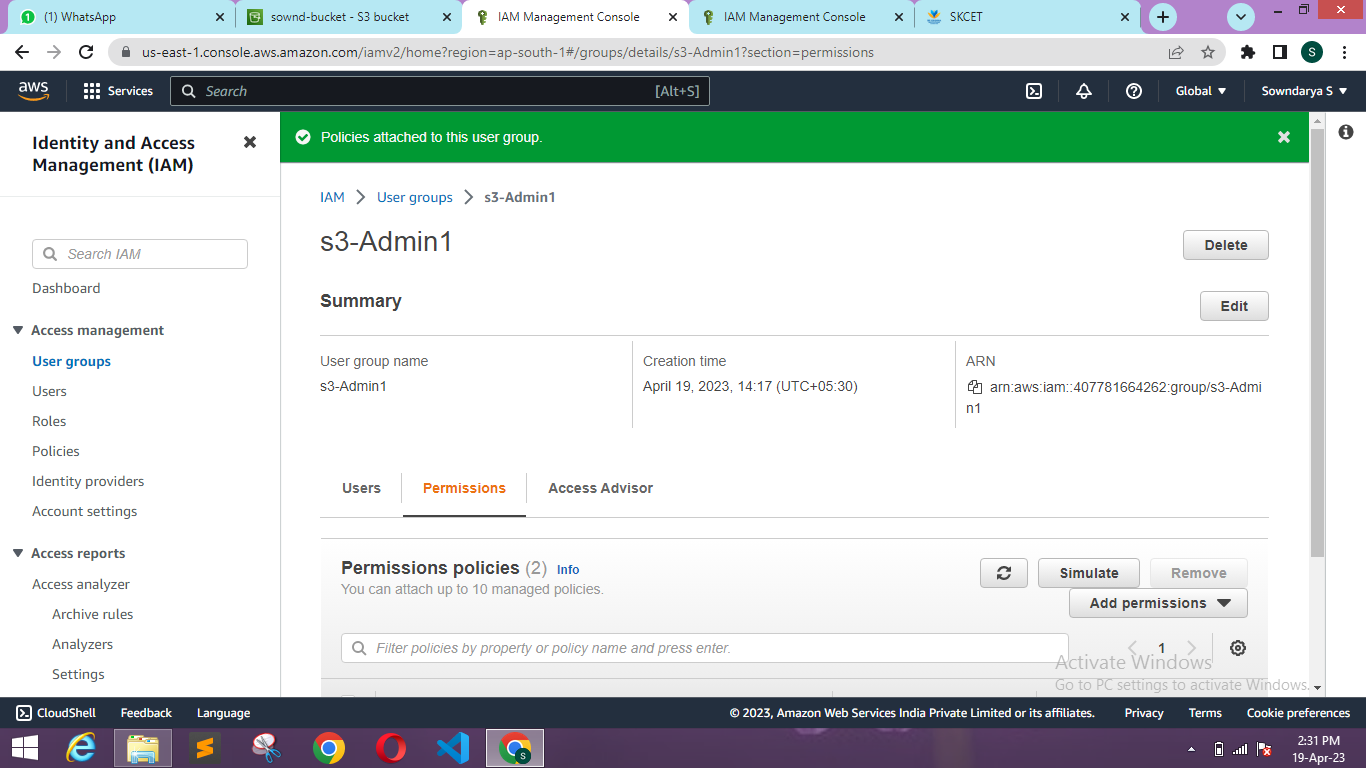 (1) WhatsApp
sownd-bucket - S3 bucket
IAM Management Console
IAM Management Console
SKCET
us-east-1.console.aws.amazon.com/iamv2/home?region=ap-south-1#/groups/details/s3-Admin1?section=permissions
S
aws
Services
Search
[Alt+S]
Global
Sowndarya S
Identity and Access
Management (IAM)
Search IAM
Dashboard
Access management
User groups
Users
Roles
Policies
Identity providers
Account settings
Access reports
Access analyzer
Archive rules
Analyzers
Settings
Policies attached to this user group.
IAM
User groups
s3-Admin1
s3-Admin1
Delete
Summary
Edit
User group name
s3-Admin1
Creation time
April 19, 2023, 14:17 (UTC+05:30)
ARN
arn:aws:iam::407781664262:group/s3-Admi
n1
Users
Permissions
Access Advisor
Permissions policies (2) Info
You can attach up to 10 managed policies.
Simulate
Remove
Add permissions
Filter policies by property or policy name and press enter.
1
Activate Windows
Go to PC settings to activate Windows.
CloudShell
Feedback
Language
© 2023, Amazon Web Services India Private Limited or its affiliates.
Privacy
Terms
Cookie preferences
S
2:31 PM
19-Apr-23